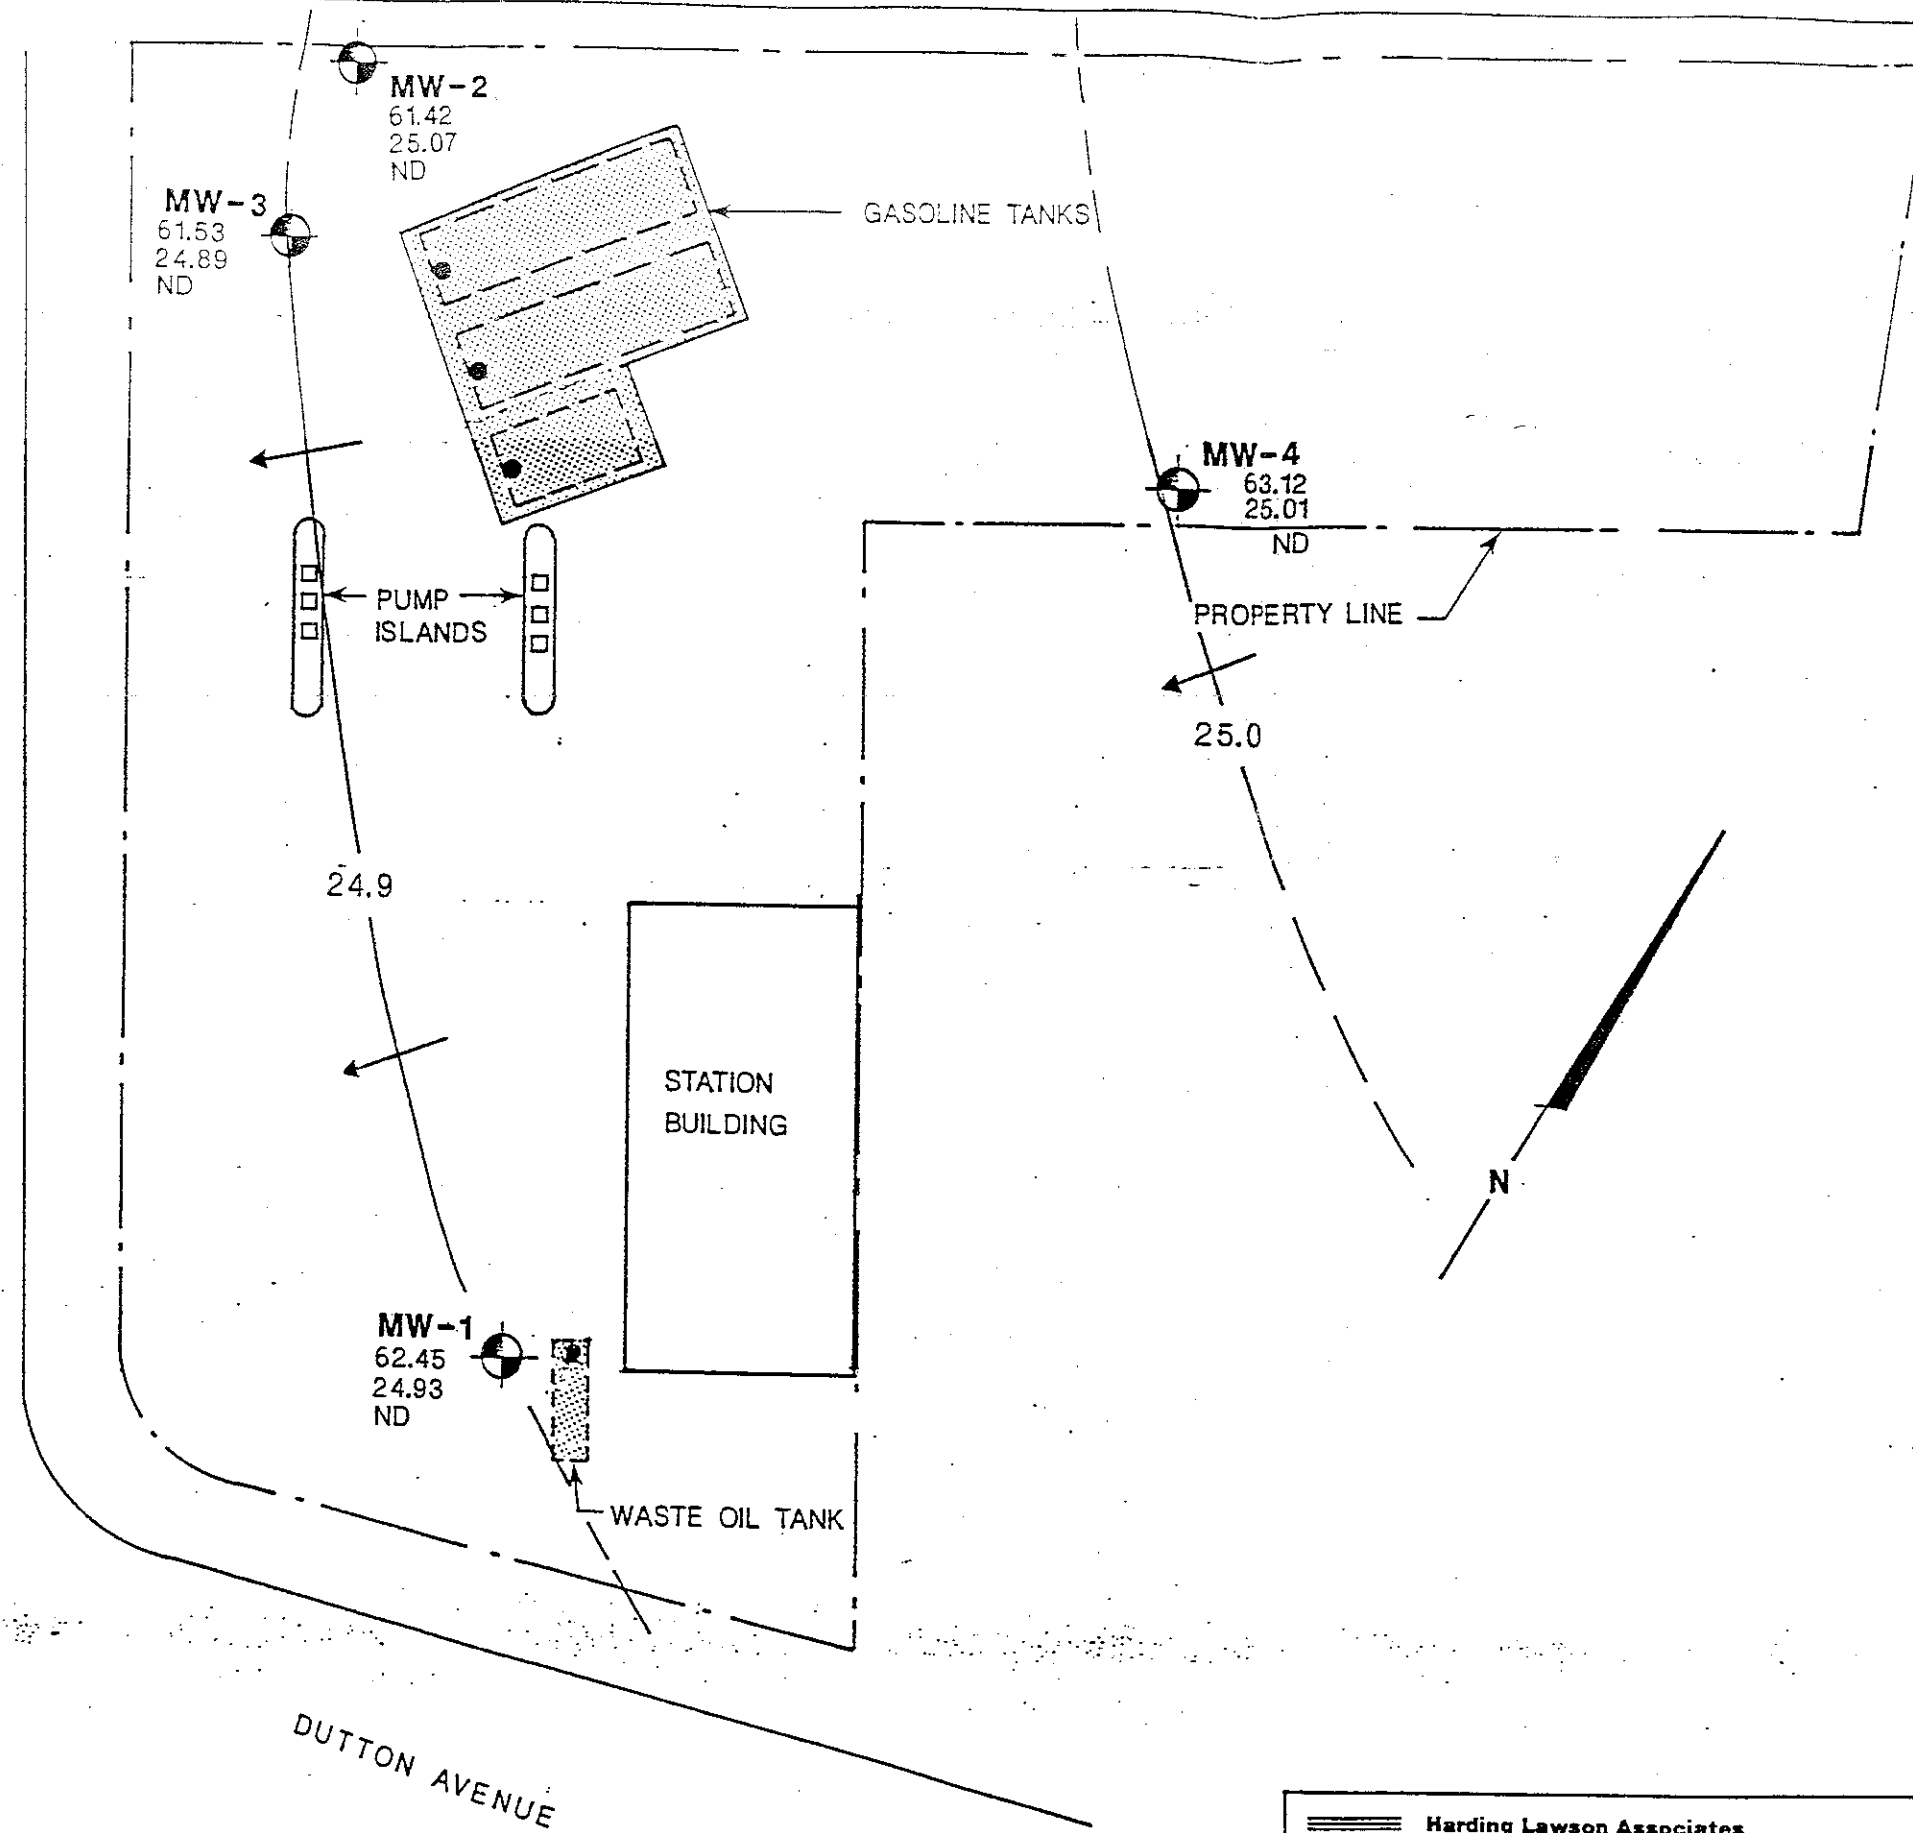 MW-2
61.42
25.07
ND
MW-3
61.53
24.89
ND
GASOLINE TANKS
MW-4
63.12
25.01
ND
PUMP
ISLANDS
PROPERTY LINE
25.0
24.9
STATION
BUILDING
N
MW-1
62.45
24.93
ND
WASTE OIL TANK
DUTTON AVENUE
Harding Lawson Associates